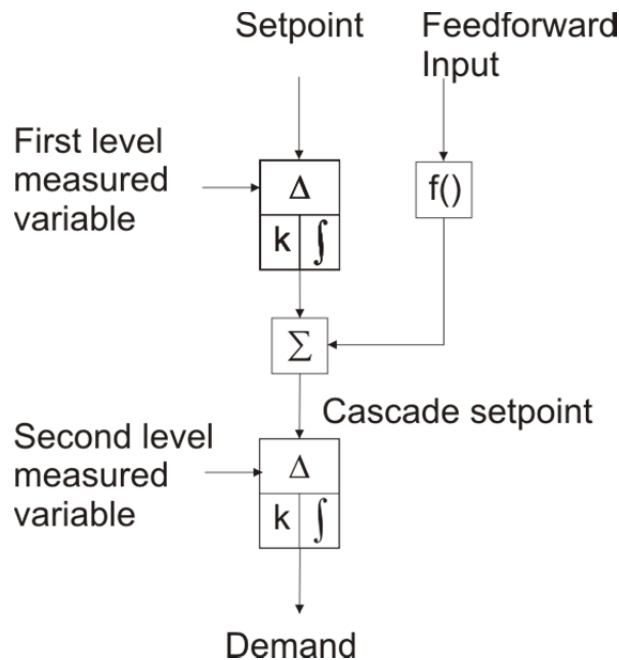 Setpoint
Feedforward
Input
First level
measured
variable
Δ
f()
k ∫
Σ
Cascade setpoint
Second level
measured
variable
Δ
k ∫
Demand